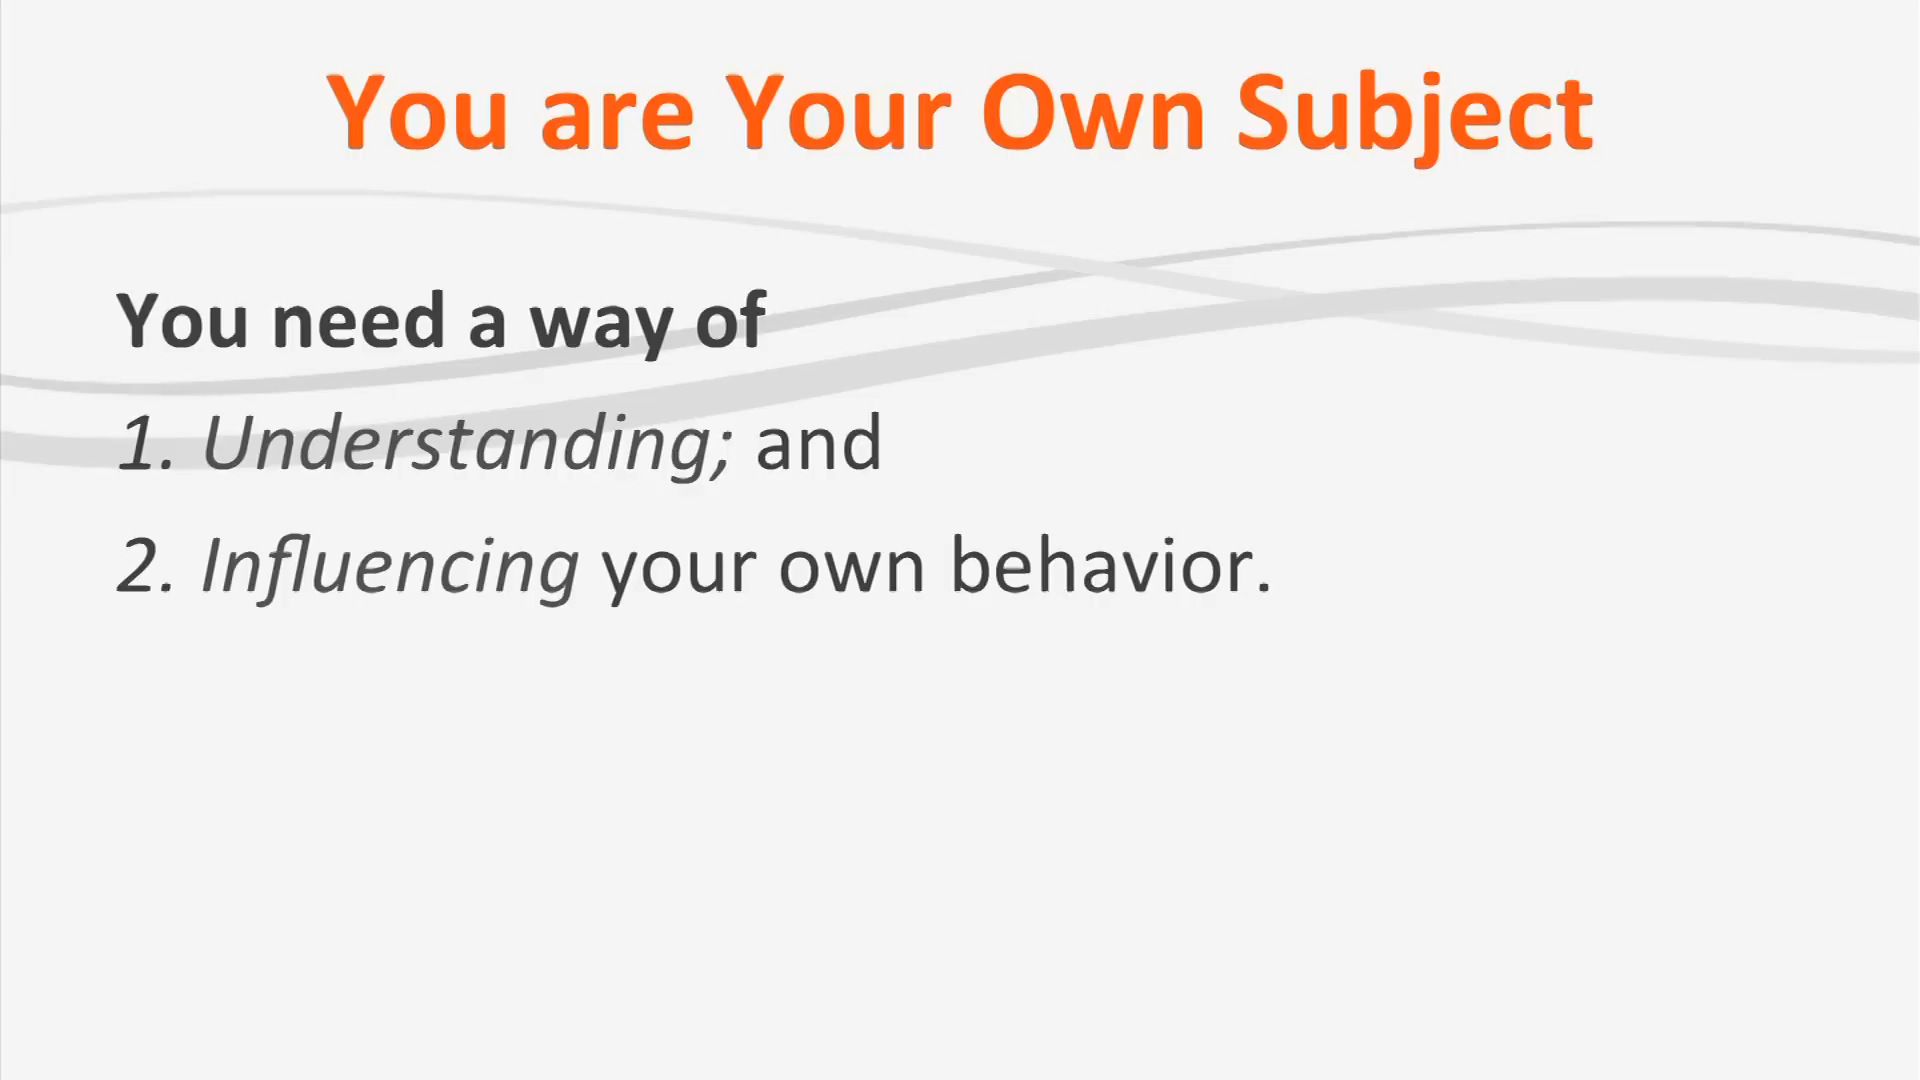 You are Your Own Subject
You need a way of
1. Understanding; and
2. Influencing your own behavior.